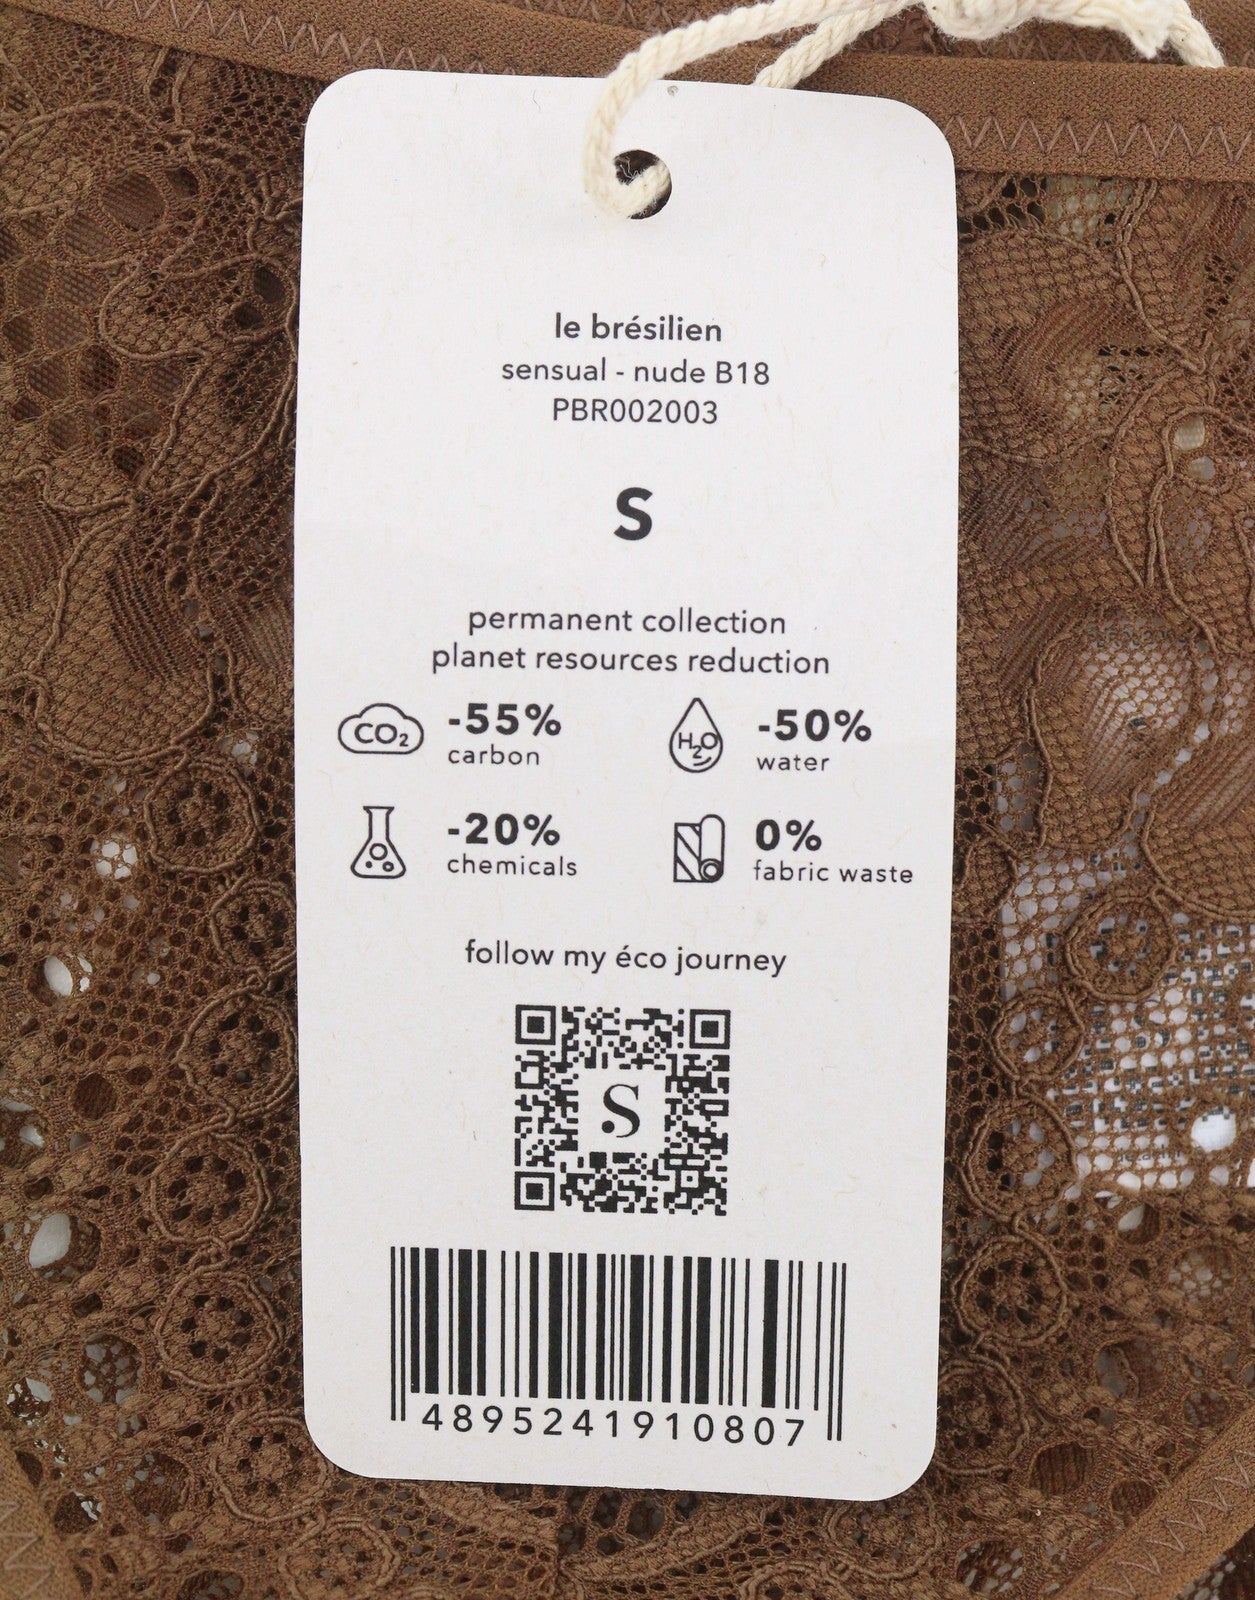 le brésilien
sensual - nude B18
PBR002003
S
permanent collection
planet resources reduction
CO₂ -55% carbon
H₂O -50% water
-20% chemicals
0% fabric waste
follow my éco journey
S
4895241910807